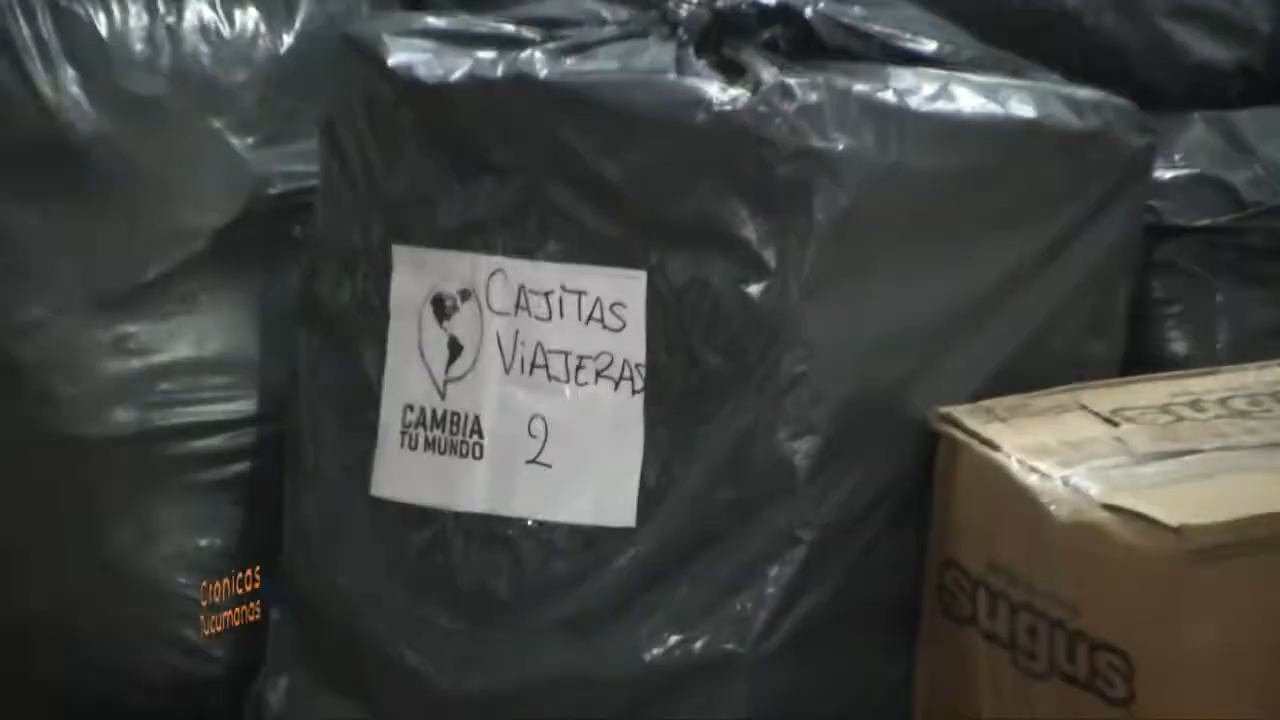 CAJITAS
VIAJERAS
2
CAMBIA
TU MUNDO
sugus
sugus
Cronicas
Tucumanas